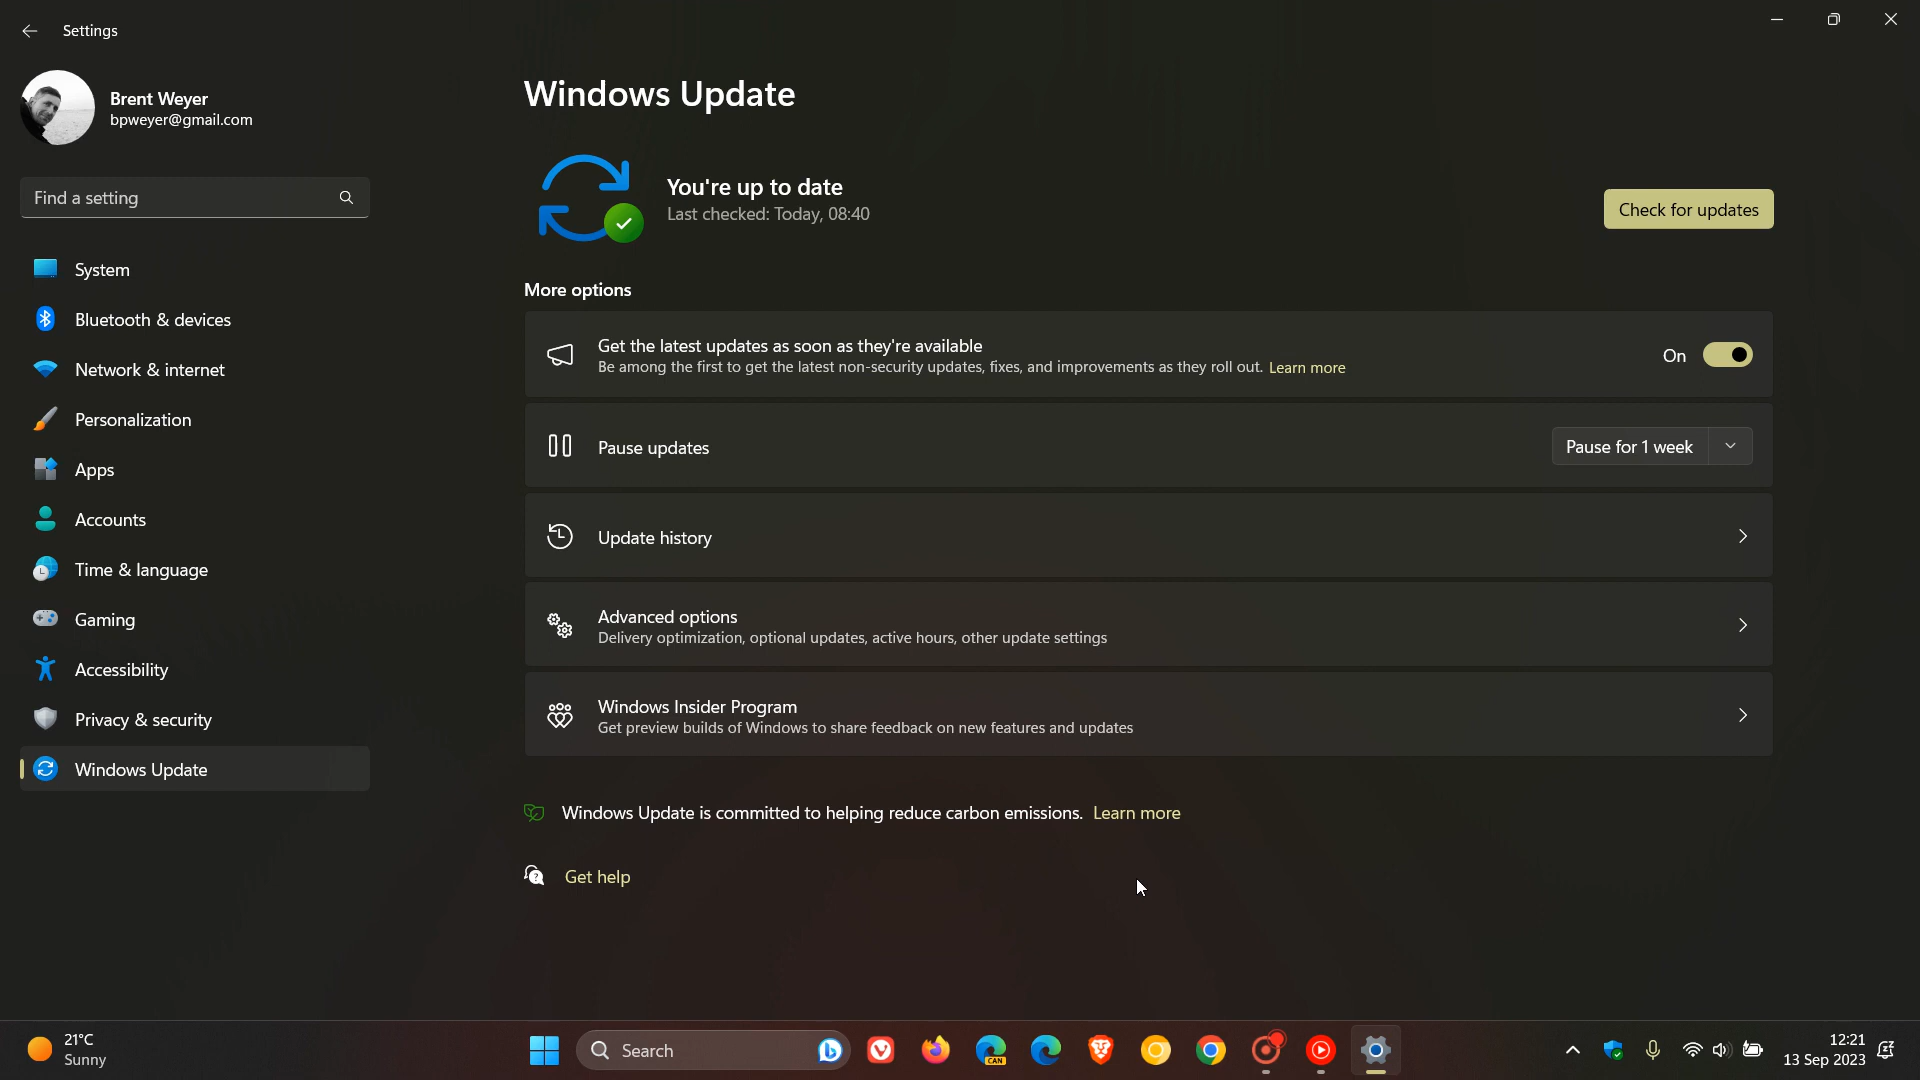 Settings
Brent Weyer
bpweyer@gmail.com
Find a setting
System
Bluetooth & devices
Network & internet
Personalization
Apps
Accounts
Time & language
Gaming
Accessibility
Privacy & security
Windows Update
Windows Update
You're up to date
Last checked: Today, 08:40
Check for updates
More options
Get the latest updates as soon as they're available
Be among the first to get the latest non-security updates, fixes, and improvements as they roll out. Learn more
On
Pause updates
Pause for 1 week
Update history
Advanced options
Delivery optimization, optional updates, active hours, other update settings
Windows Insider Program
Get preview builds of Windows to share feedback on new features and updates
Windows Update is committed to helping reduce carbon emissions. Learn more
Get help
21°C
Sunny
Search
CAN
12:21
13 Sep 2023